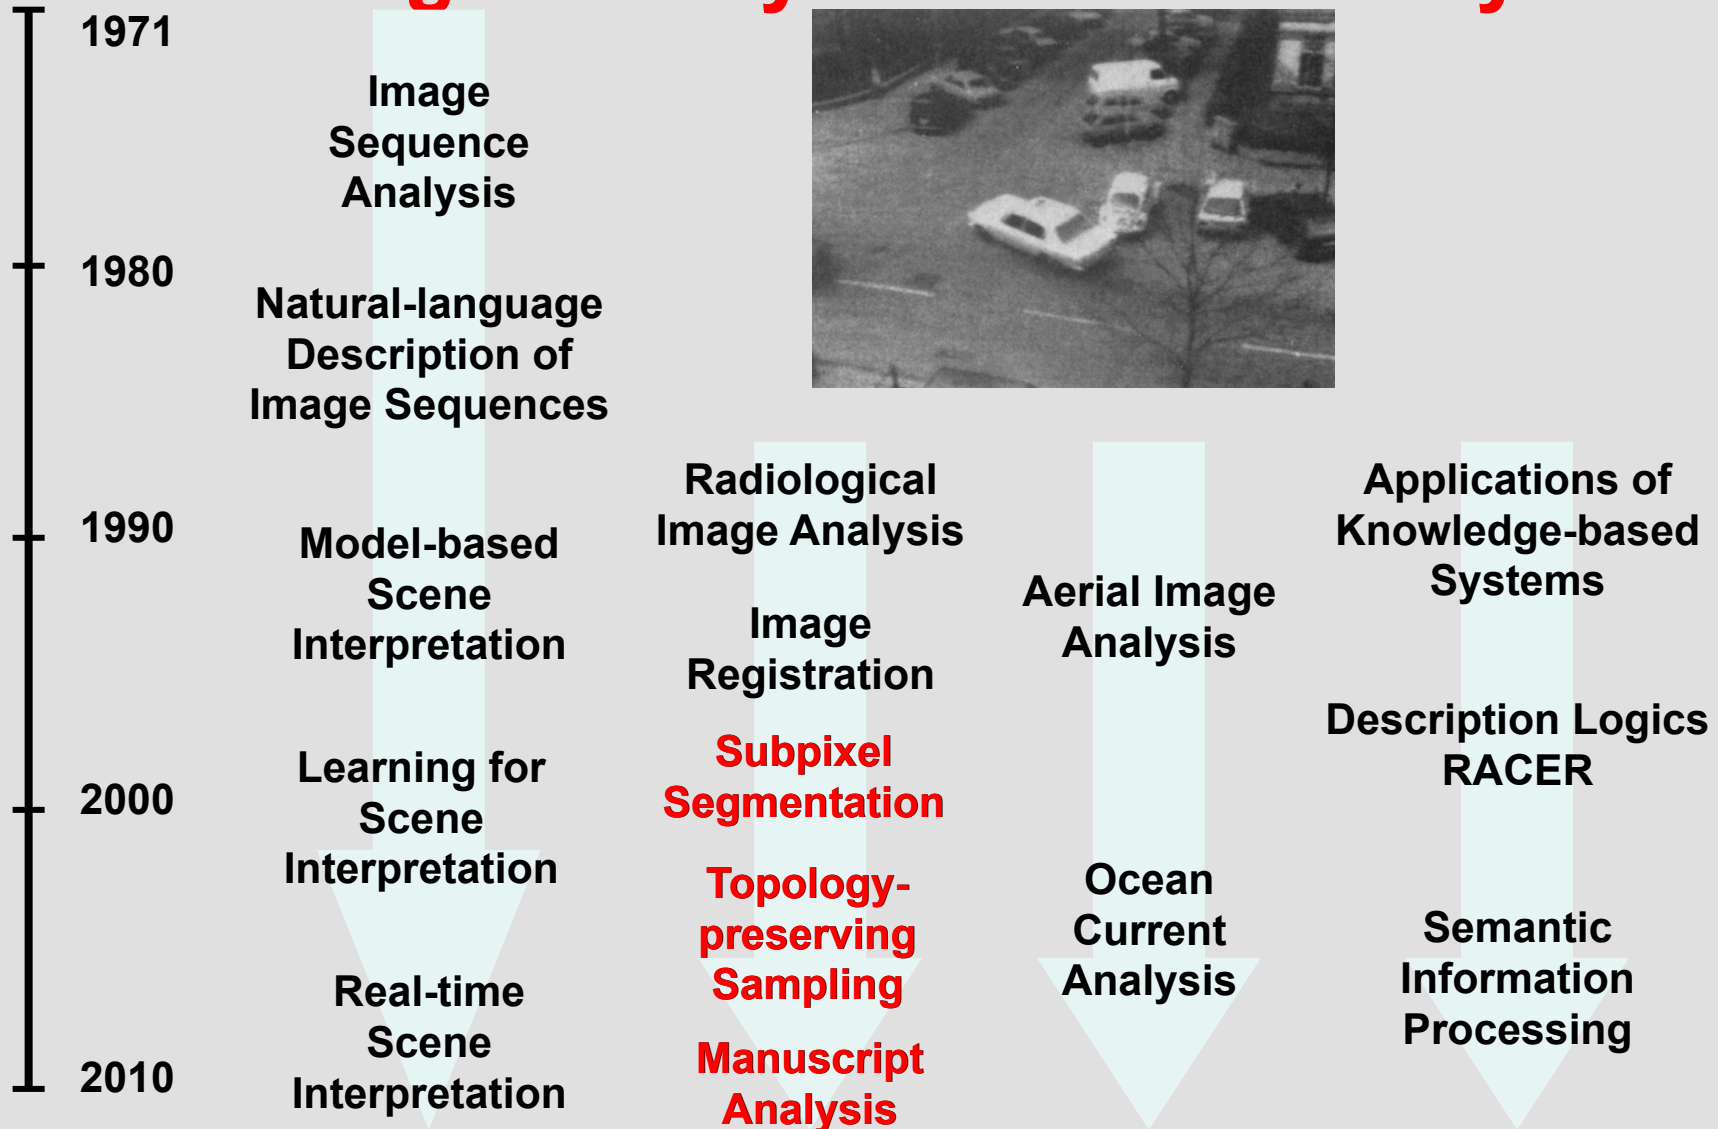 1971
Image
Sequence
Analysis
1980
Natural-language
Description of
Image Sequences
1990
Model-based
Scene
Interpretation
2000
Learning for
Scene
Interpretation
2010
Real-time
Scene
Interpretation
Radiological
Image Analysis
Image
Registration
Subpixel
Segmentation
Topology-
preserving
Sampling
Manuscript
Analysis
Aerial Image
Analysis
Ocean
Current
Analysis
Applications of
Knowledge-based
Systems
Description Logics
RACER
Semantic
Information
Processing